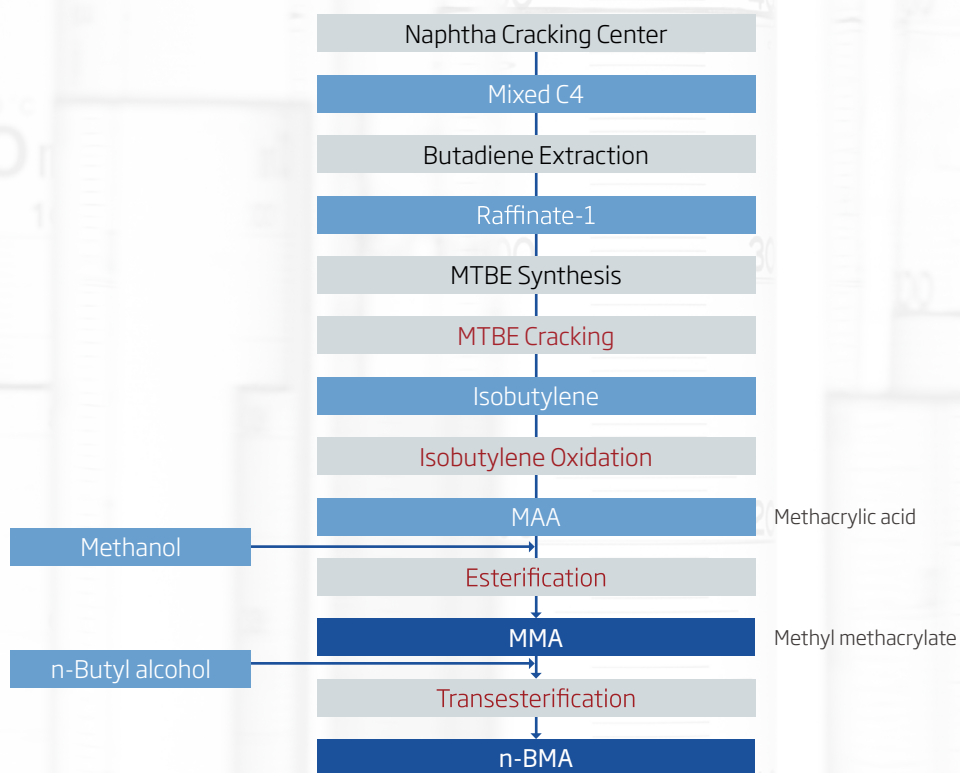 Naphtha Cracking Center
Mixed C4
Butadiene Extraction
Raffinate-1
MTBE Synthesis
MTBE Cracking
Isobutylene
Isobutylene Oxidation
MAA
Methacrylic acid
Methanol
Esterification
MMA
Methyl methacrylate
n-Butyl alcohol
Transesterification
n-BMA